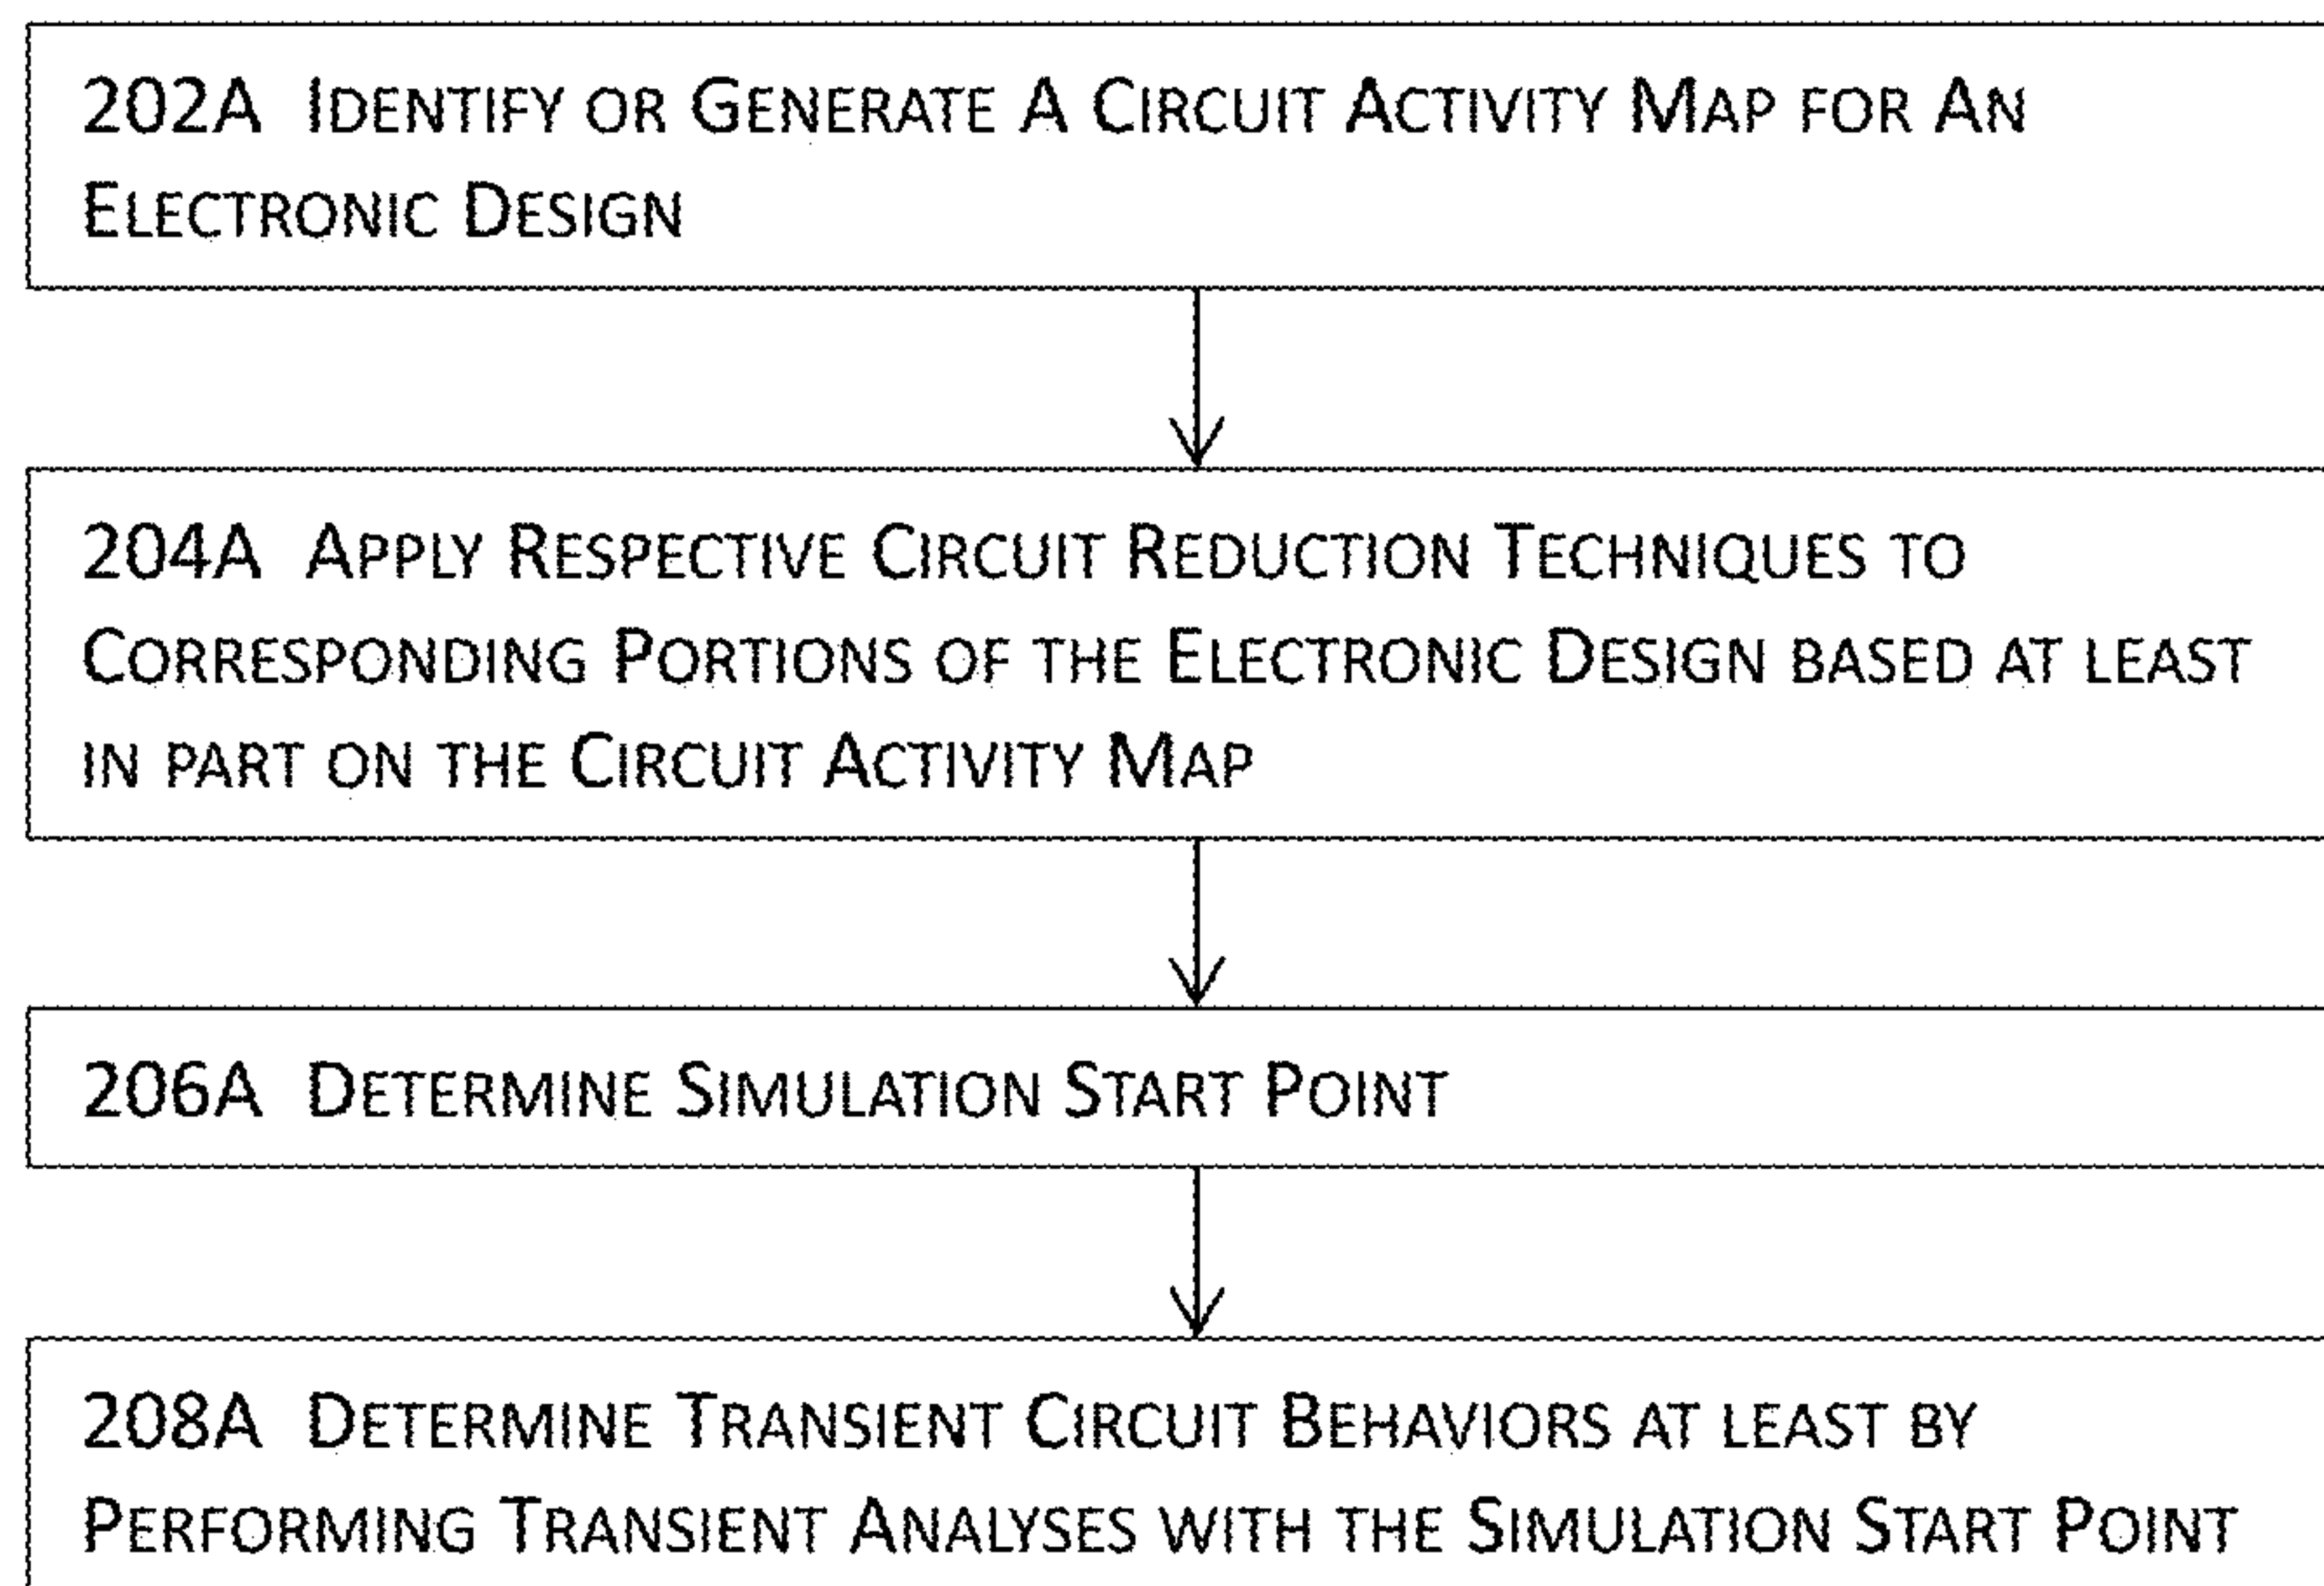 202A Identify or Generate A Circuit Activity Map for An
Electronic Design
204A Apply Respective Circuit Reduction Techniques to
Corresponding Portions of the Electronic Design based at least
in part on the Circuit Activity Map
206A Determine Simulation Start Point
208A Determine Transient Circuit Behaviors at least by
Performing Transient Analyses with the Simulation Start Point